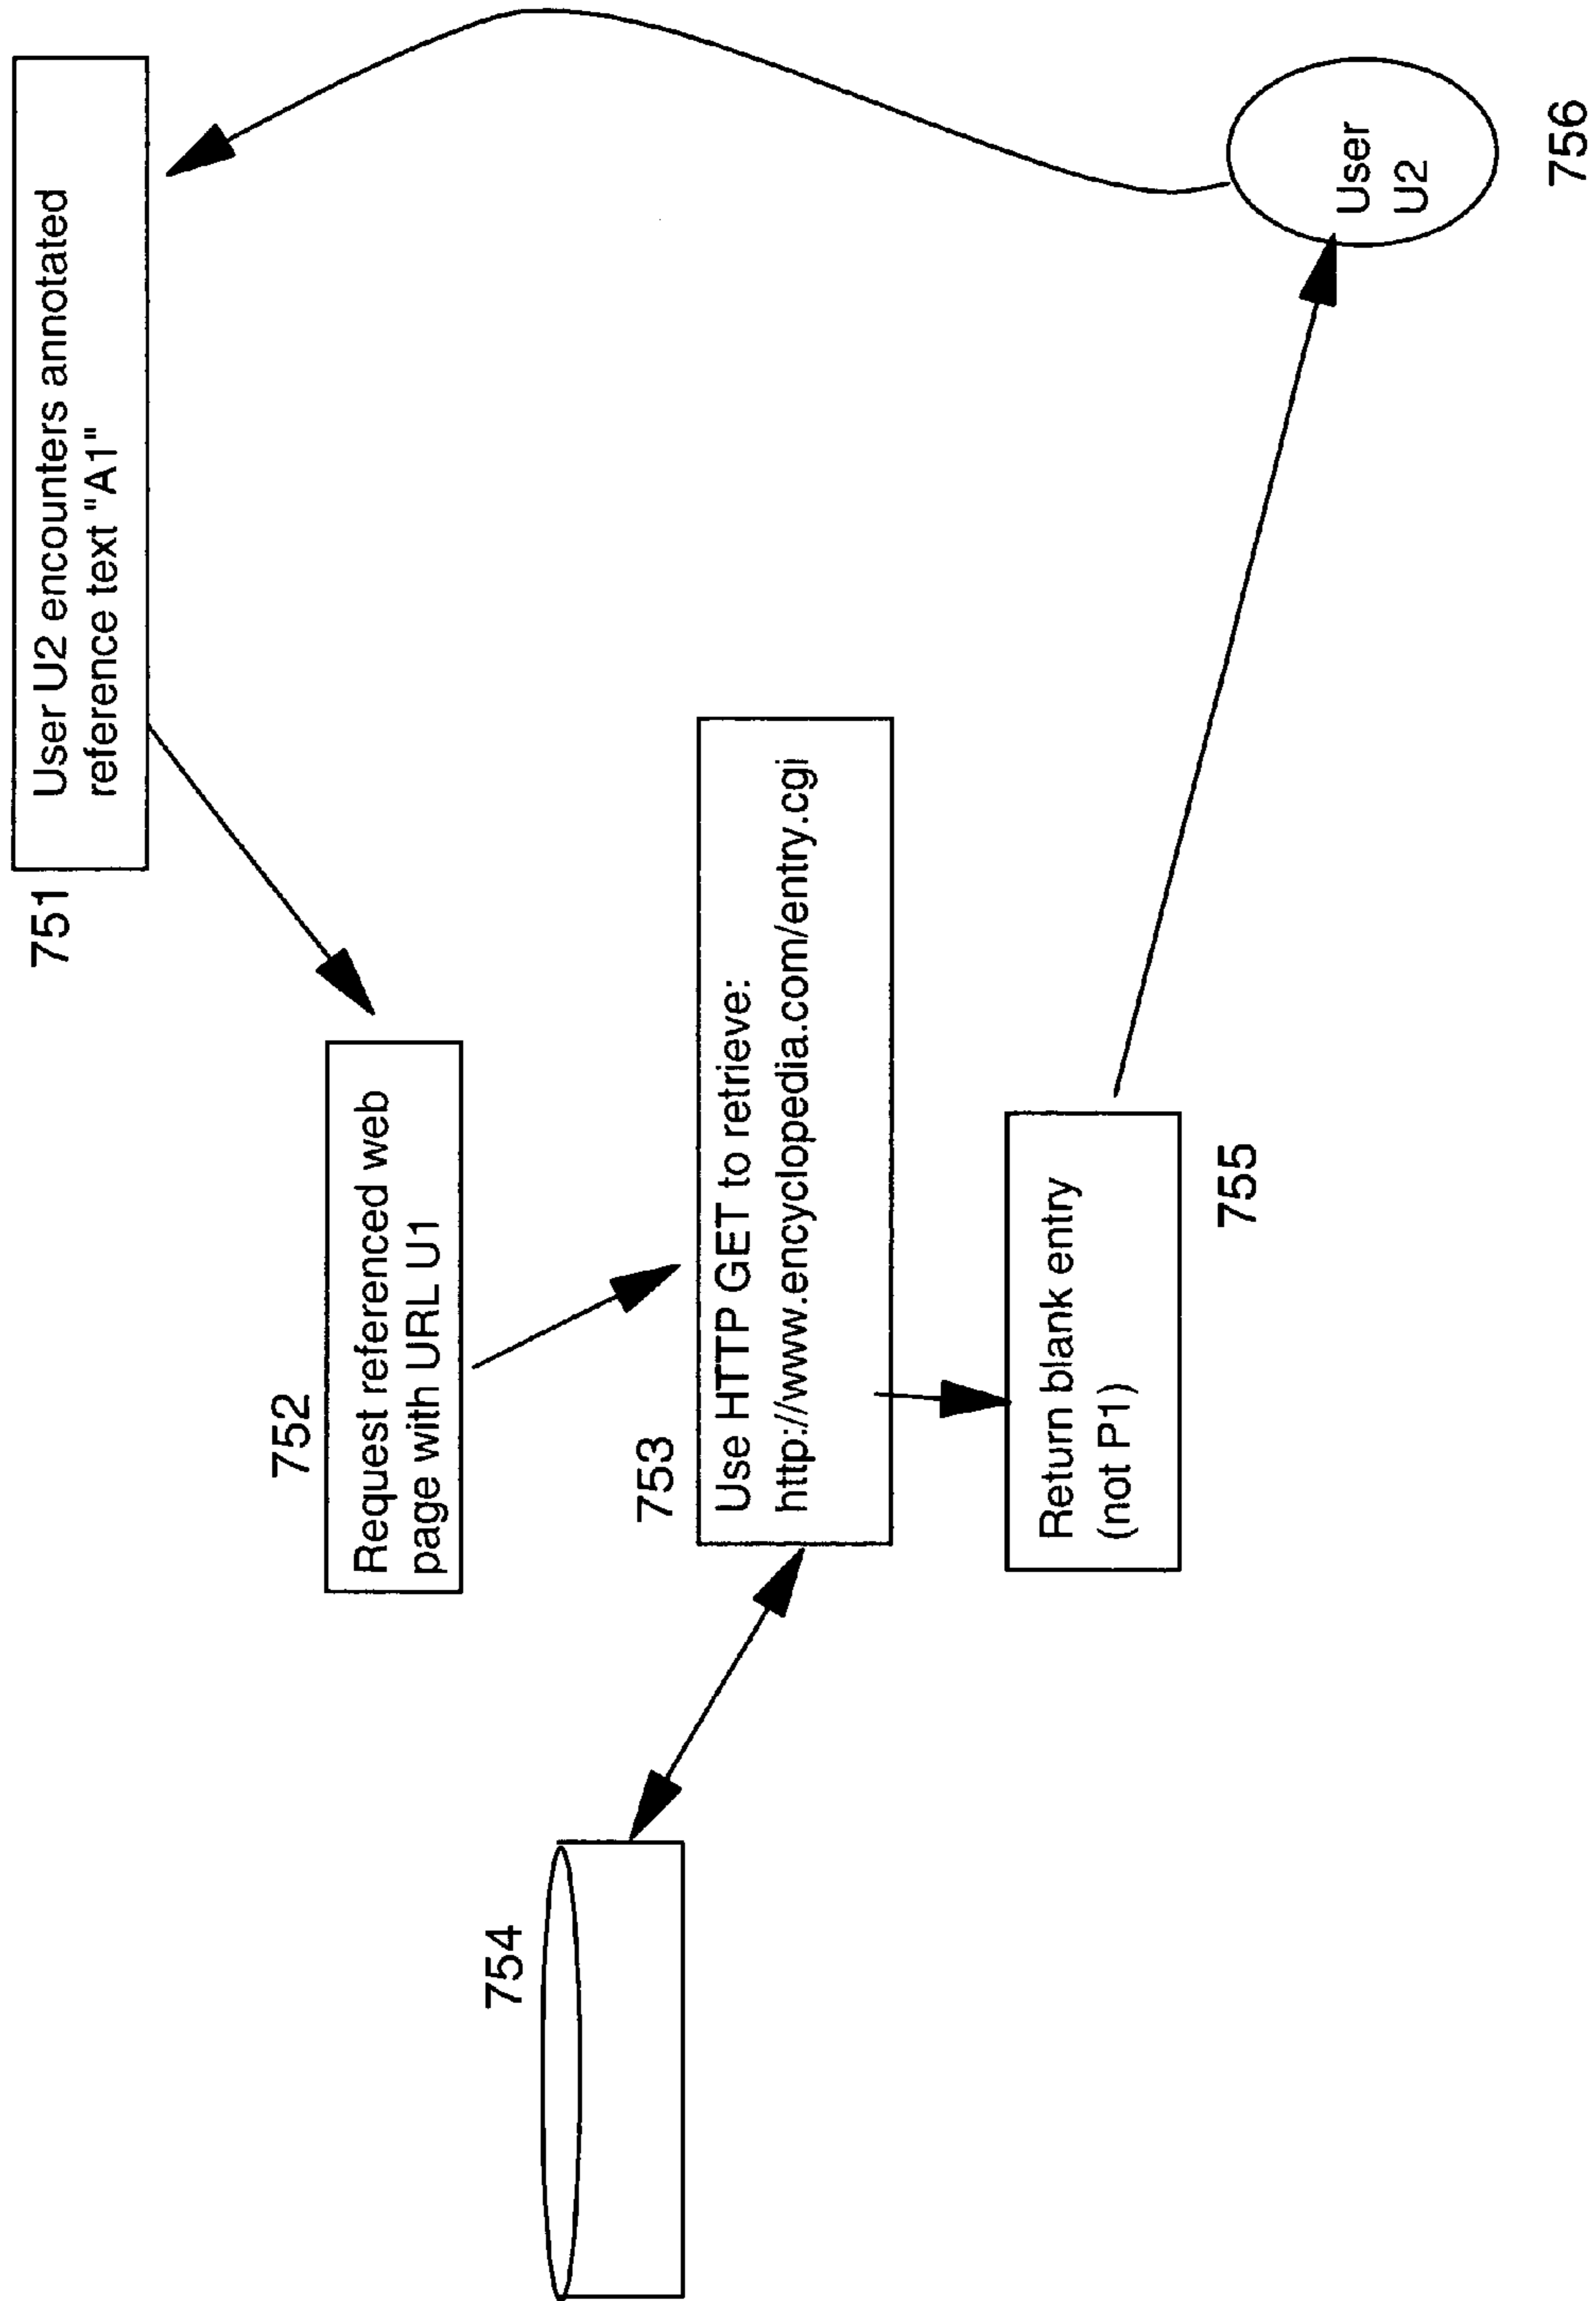 751
User U2 encounters annotated
reference text "A1"
752
Request referenced web
page with URL U1
753
Use HTTP GET to retrieve:
http://www.encyclopedia.com/entry.cgi
754
Return blank entry
(not P1)
755
User
U2
756